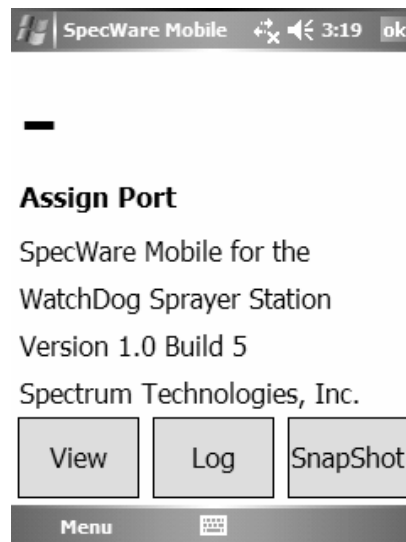 SpecWare Mobile 3:19 ok
Assign Port
SpecWare Mobile for the
WatchDog Sprayer Station
Version 1.0 Build 5
Spectrum Technologies, Inc.
View Log SnapShot
Menu